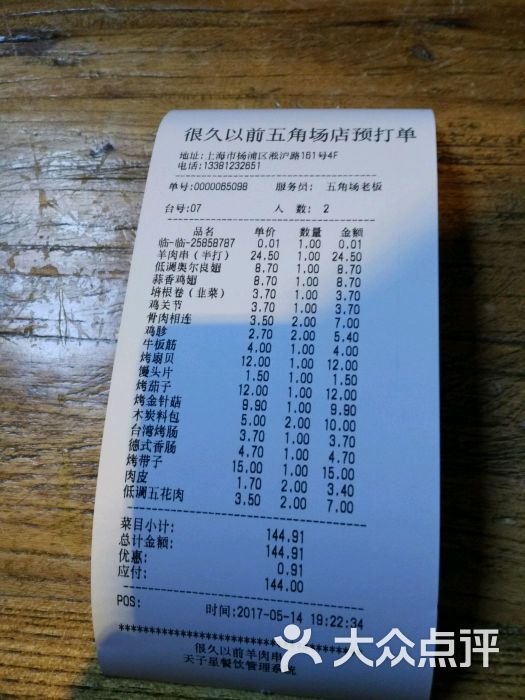 很久以前五角场店预打单
地址:上海市杨浦区淞沪路161号4F
电话:13381232651
单号:0000065098 服务员: 五角场老板
台号:07 人 数: 2
品名 单价 数量 金额
临-临-25858787 0.01 1.00 0.01
羊肉串(半打) 24.50 1.00 24.50
低调奥尔良翅 8.70 1.00 8.70
蒜香鸡翅 8.70 1.00 8.70
培根卷(韭菜) 3.70 1.00 3.70
鸡关节 3.70 1.00 3.70
骨肉相连 3.50 2.00 7.00
鸡胗 2.70 2.00 5.40
牛板筋 4.00 1.00 4.00
烤扇贝 12.00 1.00 12.00
馒头片 1.50 1.00 1.50
烤茄子 12.00 1.00 12.00
烤金针菇 9.90 1.00 9.90
木炭料包 5.00 2.00 10.00
台湾烤肠 3.70 1.00 3.70
德式香肠 4.70 1.00 4.70
烤带子 15.00 1.00 15.00
肉皮 1.70 2.00 3.40
低调五花肉 3.50 2.00 7.00
菜目小计: 144.91
总计金额: 144.91
优惠: 0.91
应付: 144.00
POS: 时间:2017-05-14 19:22:34
******************************
很久以前羊肉串
天子星餐饮管理系统
大众点评